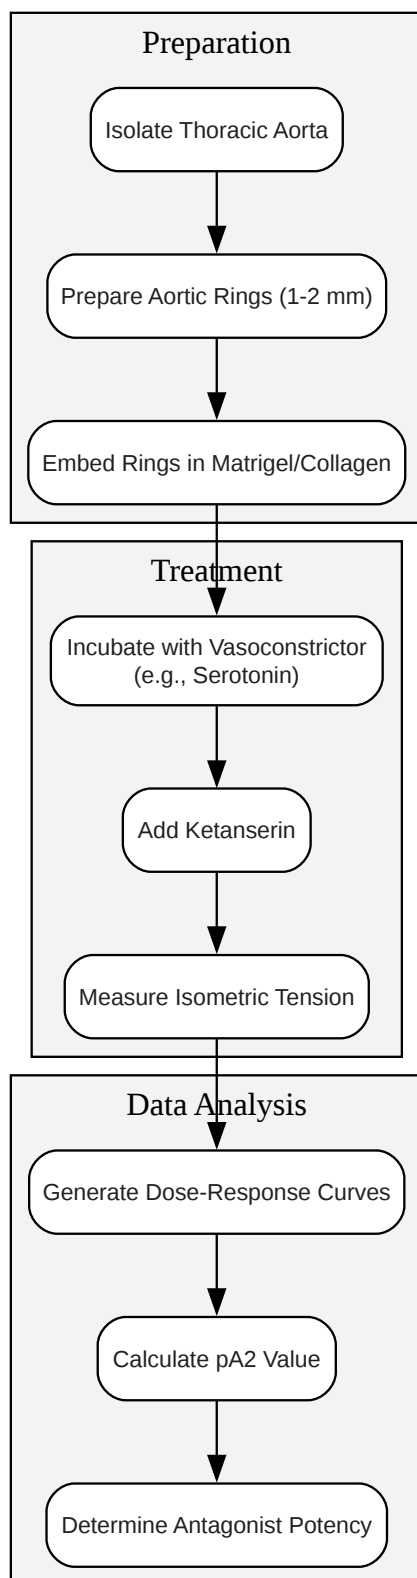 Preparation
Isolate Thoracic Aorta
Prepare Aortic Rings (1-2 mm)
Embed Rings in Matrigel/Collagen
Treatment
Incubate with Vasoconstrictor
(e.g., Serotonin)
Add Ketanserin
Measure Isometric Tension
Data Analysis
Generate Dose-Response Curves
Calculate pA2 Value
Determine Antagonist Potency